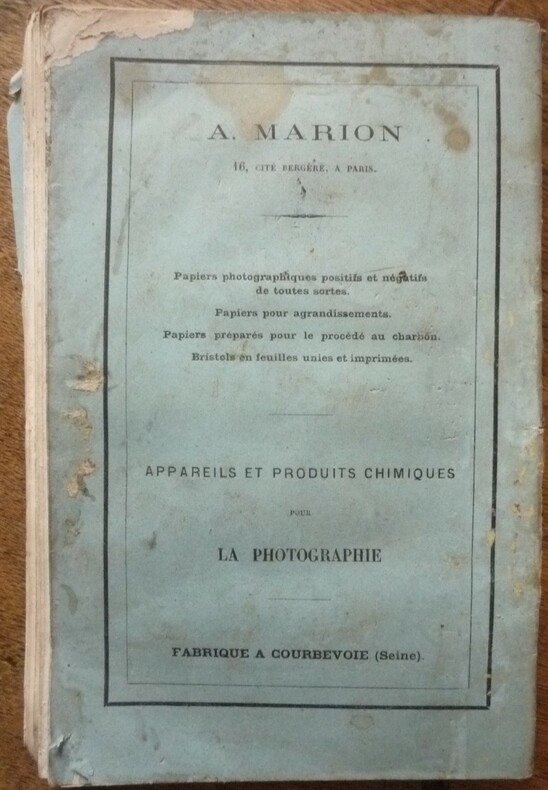 A. MARION
16, CITÉ BERGÈRE, A PARIS.
Papiers photographiques positifs et négatifs
de toutes sortes.
Papiers pour agrandissements.
Papiers préparés pour le procédé au charbon.
Bristols en feuilles unies et imprimées.
APPAREILS ET PRODUITS CHIMIQUES
POUR
LA PHOTOGRAPHIE
FABRIQUE A COURBEVOIE (Seine).